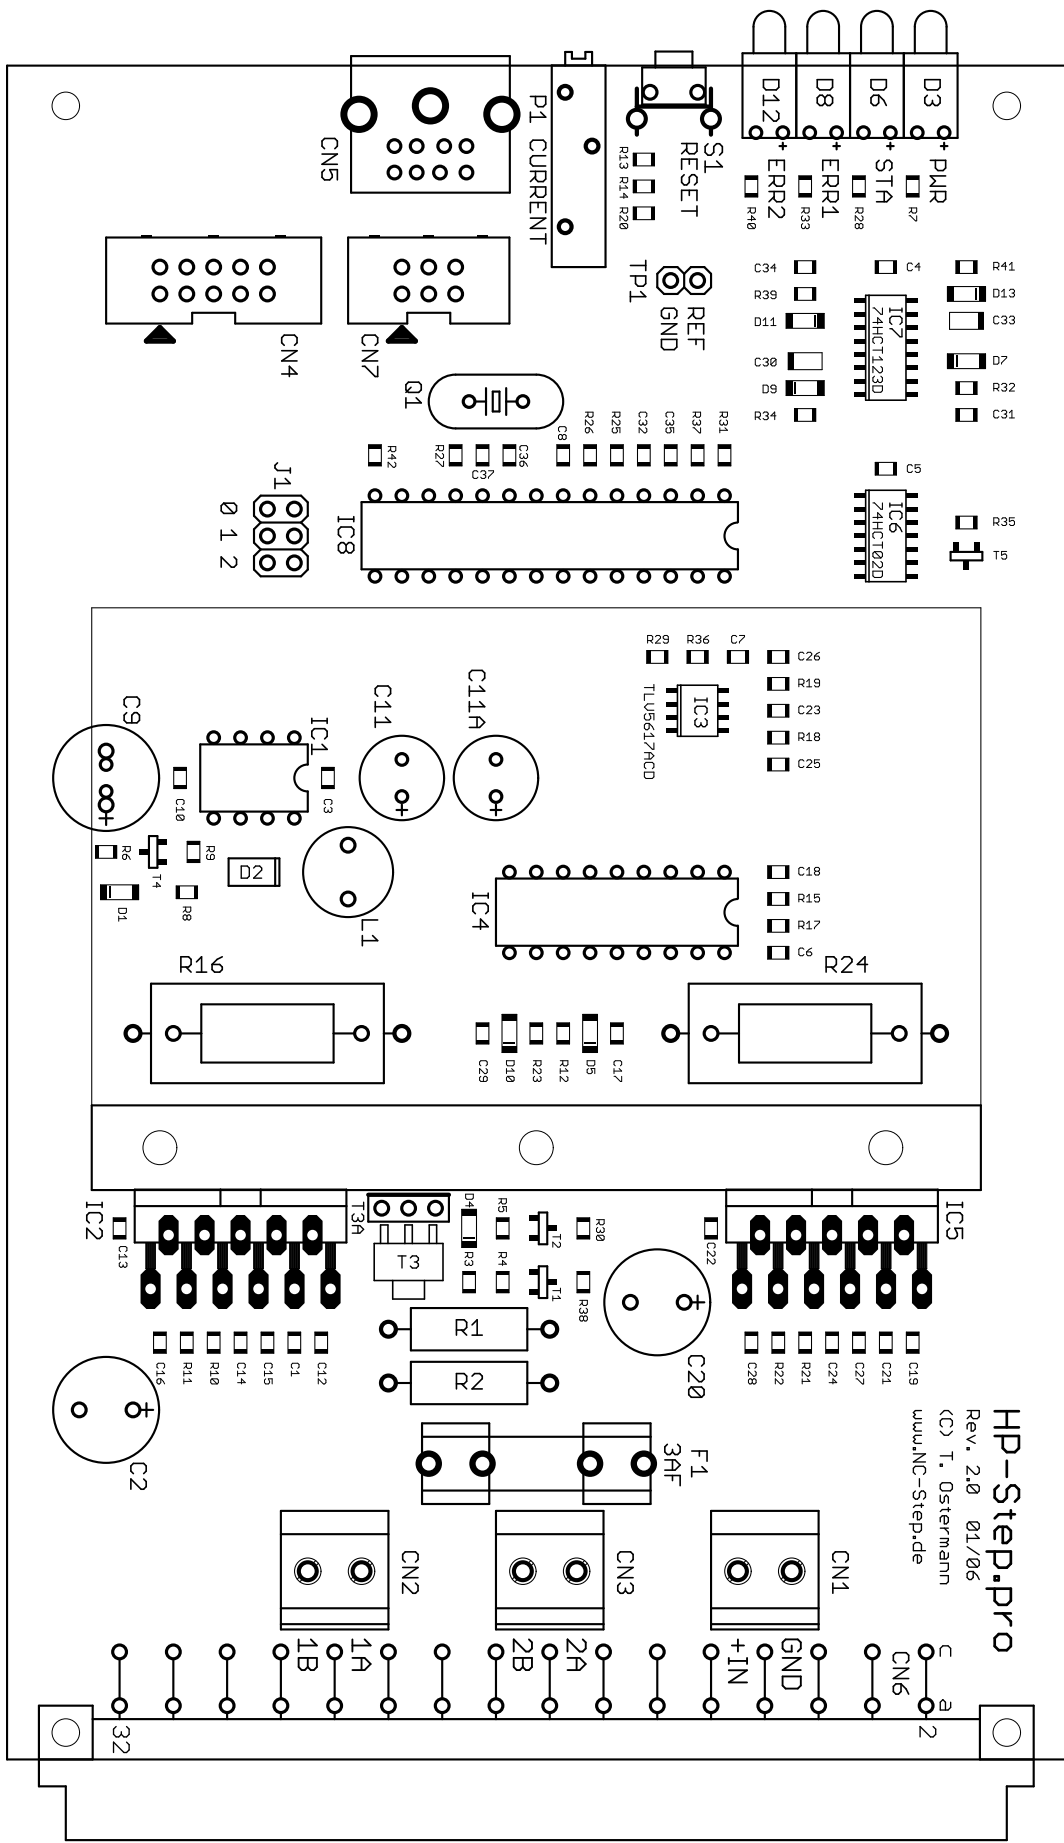 D12
D8
D6
D3
+
+
+
+
ERR2
ERR1
STA
PWR
R40
R33
R28
R7
CN5
P1 CURRENT
S1
RESET
R13
R14
R20
CN4
CN7
TP1
GND
REF
C34
R39
D11
C30
D9
R34
C4
IC7
74HCT123D
R41
D13
C33
D7
R32
C31
Q1
R42
R27
C37
C36
C8
R26
R25
C32
C35
R37
R31
C5
IC6
74HCT02D
R35
T5
J1
0 1 2
IC8
R29
R36
C7
C26
R19
C23
R18
C25
IC3
TLV5617ACD
C9
+
C10
IC1
C3
C11
+
C11A
+
R6
T4
R9
D1
R8
D2
L1
IC4
C18
R15
R17
C6
R16
R24
C29
D10
R23
R12
D5
C17
IC2
C13
T3A
T3
D4
R5
T2
R30
R3
R4
T1
R38
C22
IC5
C20
+
R1
R2
C16
R11
R10
C14
C15
C1
C12
C28
R22
R21
C24
C27
C21
C19
C2
+
F1
3AF
HP-Step.pro
Rev. 2.0 01/06
(C) T. Ostermann
www.NC-Step.de
CN2
CN3
CN1
1B
1A
2B
2A
+IN
GND
CN6
c
a
32
2